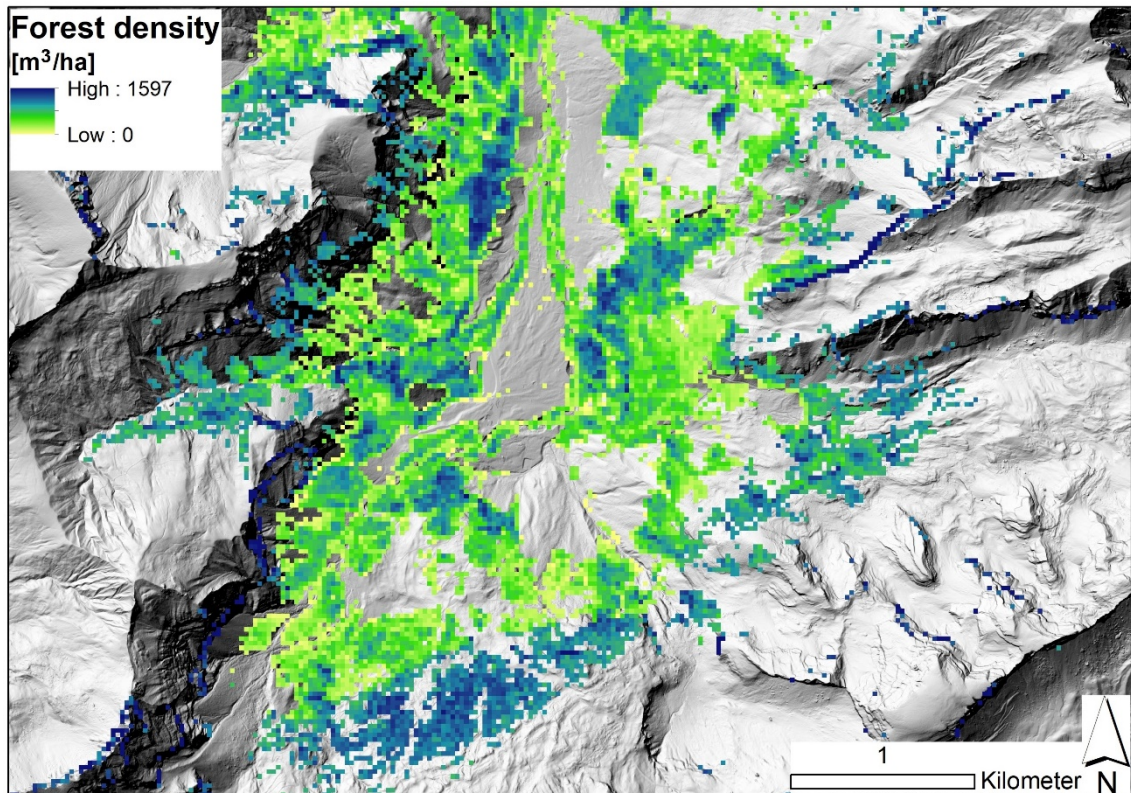 Forest density
[m³/ha]
High : 1597
Low : 0
1
Kilometer
N